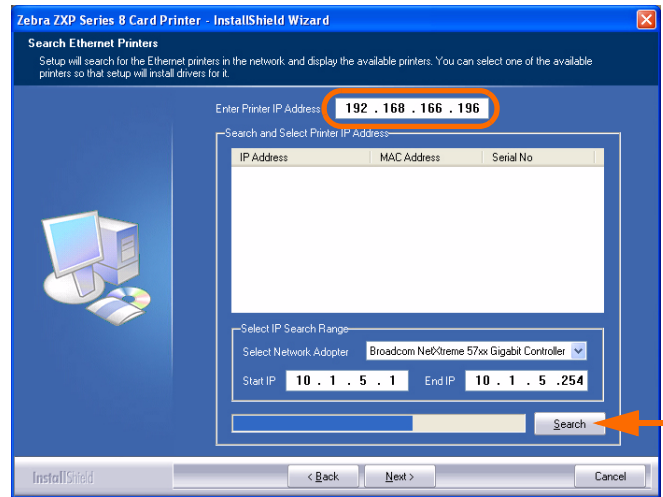 Zebra ZXP Series 8 Card Printer - InstallShield Wizard
Search Ethernet Printers
Setup will search for the Ethernet printers in the network and display the available printers. You can select one of the available
printers so that setup will install drivers for it.
Enter Printer IP Address 192 . 168 . 166 . 196
Search and Select Printer IP Address
IP Address MAC Address Serial No
Select IP Search Range
Select Network Adopter Broadcom NetXtreme 57xx Gigabit Controller
Start IP 10 . 1 . 5 . 1 End IP 10 . 1 . 5 .254
Search
InstallShield < Back Next > Cancel